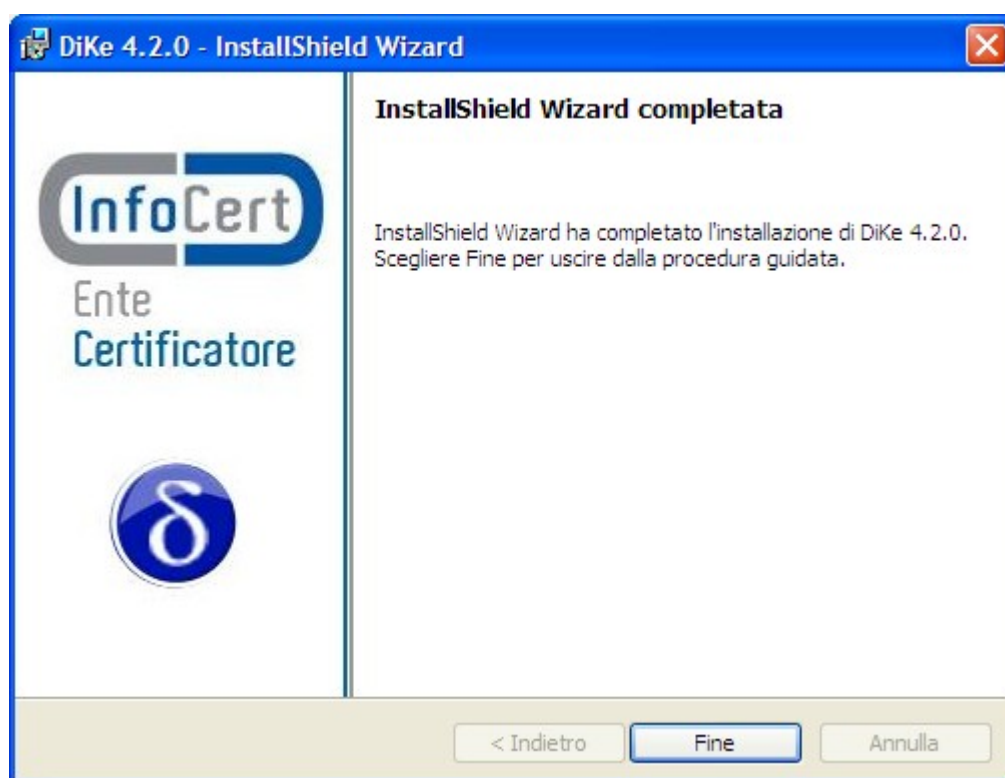 DiKe 4.2.0 - InstallShield Wizard
InfoCert
Ente
Certificatore
δ
InstallShield Wizard completata
InstallShield Wizard ha completato l'installazione di DiKe 4.2.0.
Scegliere Fine per uscire dalla procedura guidata.
< Indietro
Fine
Annulla